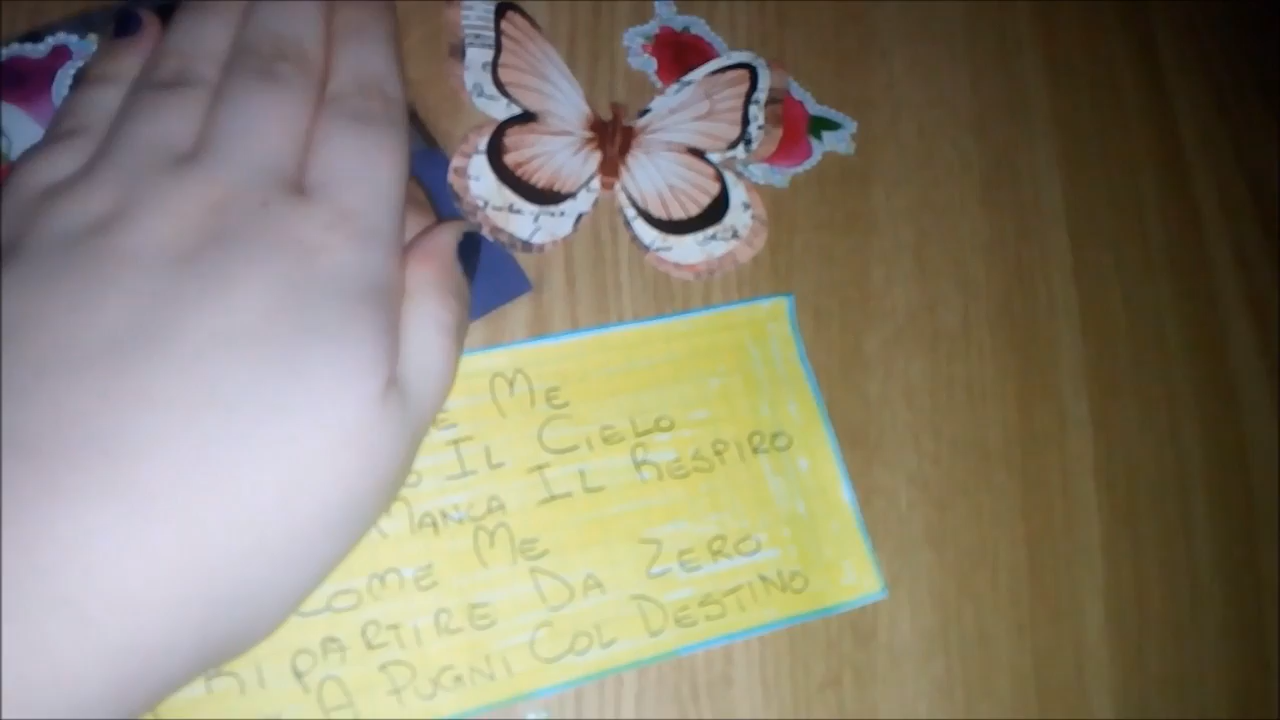 E ME
IL CIELO
MANCA IL RESPIRO
COME ME
RIPARTIRE DA ZERO
A PUGNI COL DESTINO